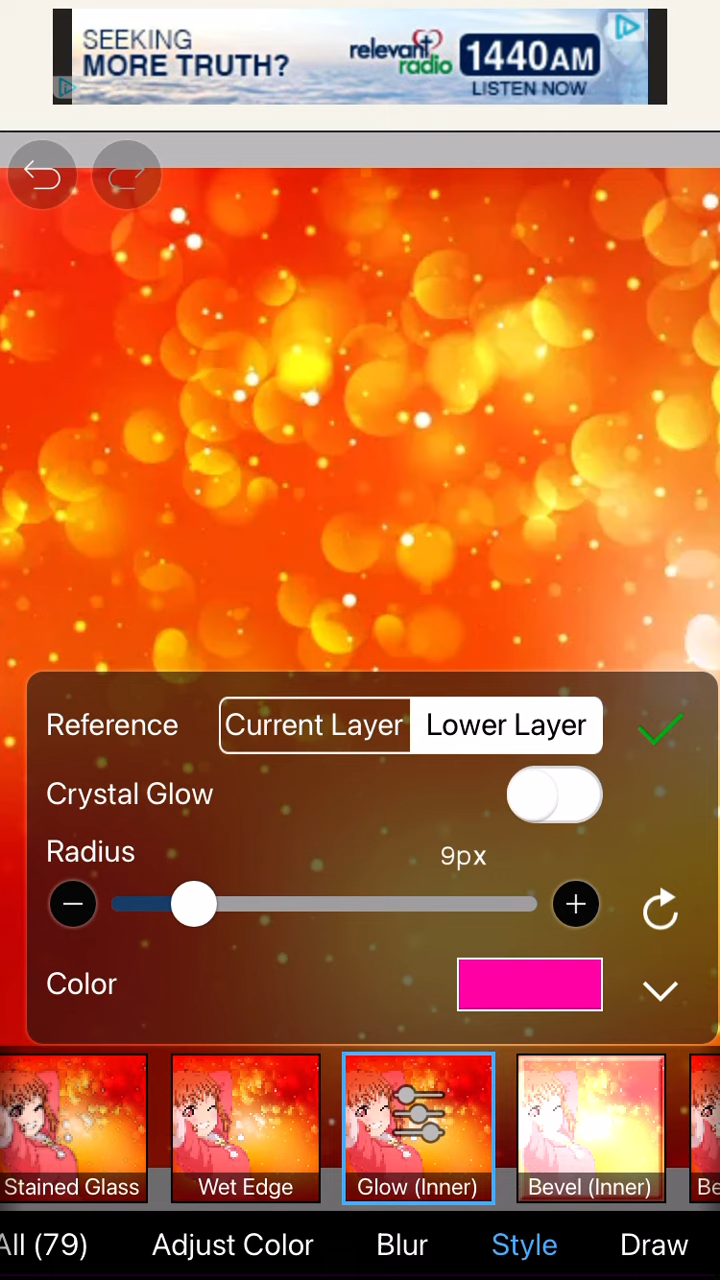 SEEKING
MORE TRUTH?
relevant
radio
1440AM
LISTEN NOW
Reference
Current Layer
Lower Layer
Crystal Glow
Radius
9px
Color
Stained Glass
Wet Edge
Glow (Inner)
Bevel (Inner)
Be
All (79)
Adjust Color
Blur
Style
Draw